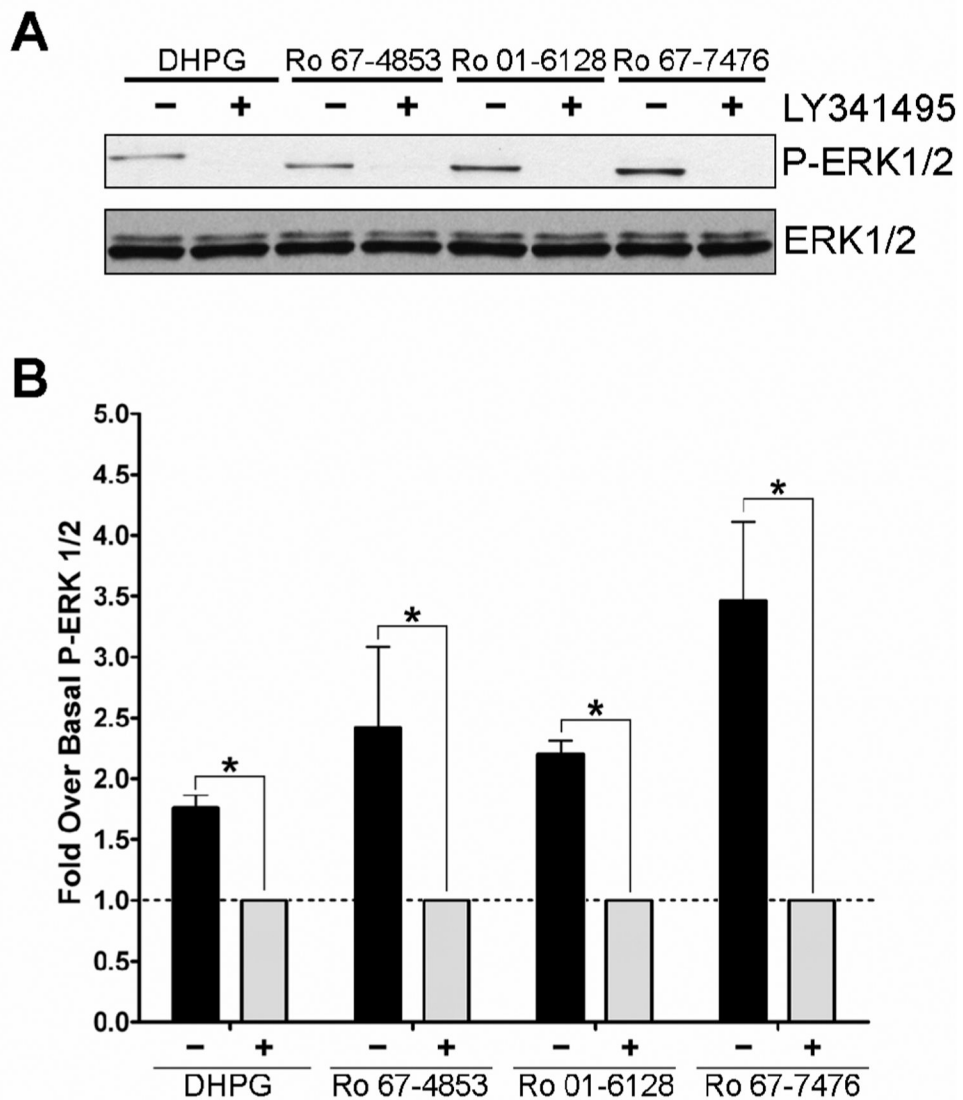 A
DHPG Ro 67-4853 Ro 01-6128 Ro 67-7476
− + − + − + − + LY341495
P-ERK1/2
ERK1/2
B
Fold Over Basal P-ERK 1/2
5.0
4.5
4.0
3.5
3.0
2.5
2.0
1.5
1.0
0.5
0.0
* * * *
− + − + − + − +
DHPG Ro 67-4853 Ro 01-6128 Ro 67-7476